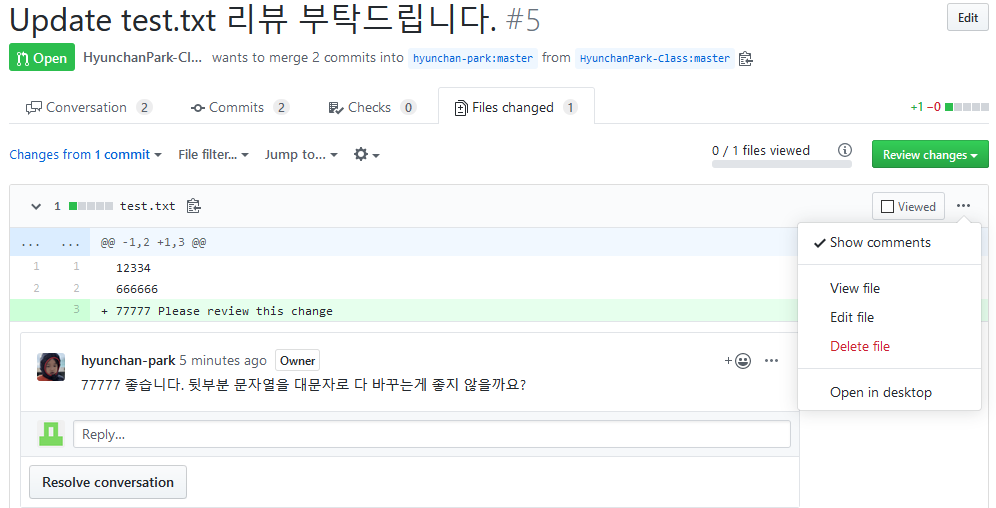 Update test.txt 리뷰 부탁드립니다. #5
Edit
Open HyunchanPark-Cl... wants to merge 2 commits into hyunchan-park:master from HyunchanPark-Class:master
Conversation 2 Commits 2 Checks 0 Files changed 1 +1 −0
Changes from 1 commit File filter... Jump to... 0 / 1 files viewed Review changes
1 test.txt Viewed ...
... ... @@ -1,2 +1,3 @@
1 1 12334
2 2 666666
3 + 77777 Please review this change
Show comments
View file
Edit file
Delete file
Open in desktop
hyunchan-park 5 minutes ago Owner
77777 좋습니다. 뒷부분 문자열을 대문자로 다 바꾸는게 좋지 않을까요?
Reply...
Resolve conversation